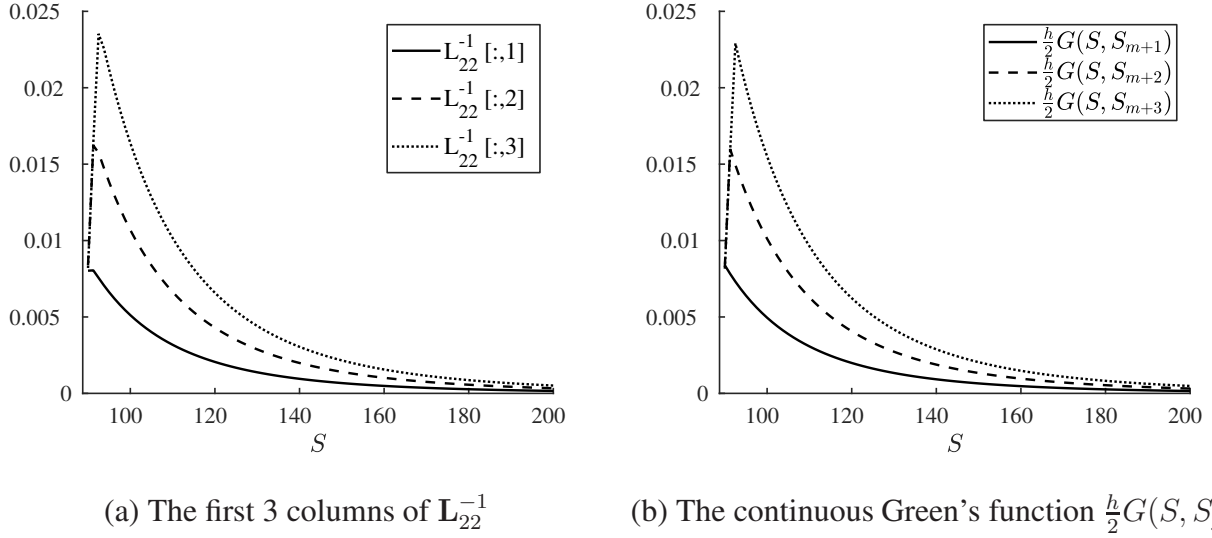 0.025
0.02
0.015
0.01
0.005
0
100 120 140 160 180 200
S
L₂₂⁻¹ [:,1]
L₂₂⁻¹ [:,2]
L₂₂⁻¹ [:,3]
(a) The first 3 columns of L₂₂⁻¹
0.025
0.02
0.015
0.01
0.005
0
100 120 140 160 180 200
S
h/2 G(S, Sₘ₊₁)
h/2 G(S, Sₘ₊₂)
h/2 G(S, Sₘ₊₃)
(b) The continuous Green's function h/2 G(S, S